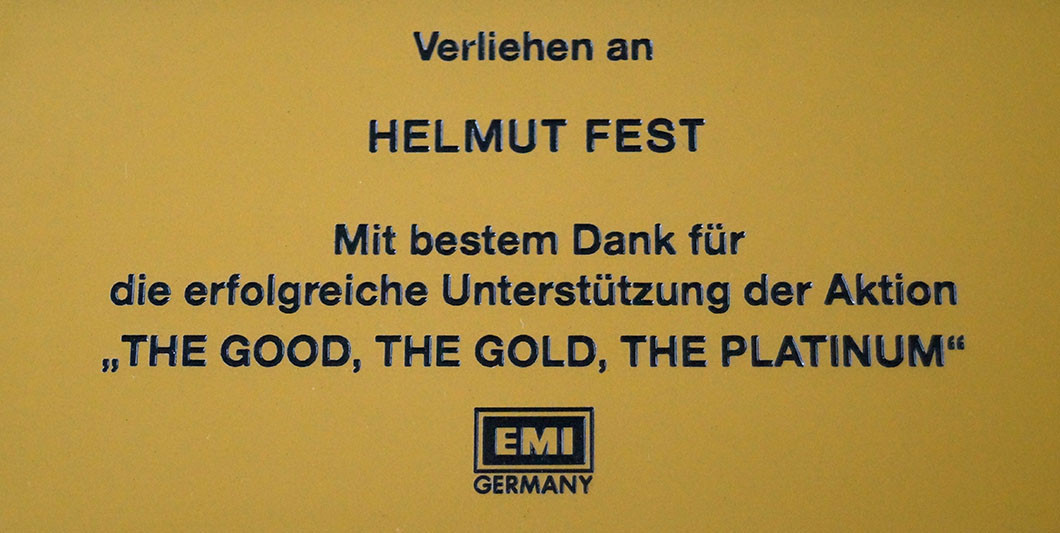 Verliehen an
HELMUT FEST
Mit bestem Dank für
die erfolgreiche Unterstützung der Aktion
„THE GOOD, THE GOLD, THE PLATINUM“
EMI
GERMANY